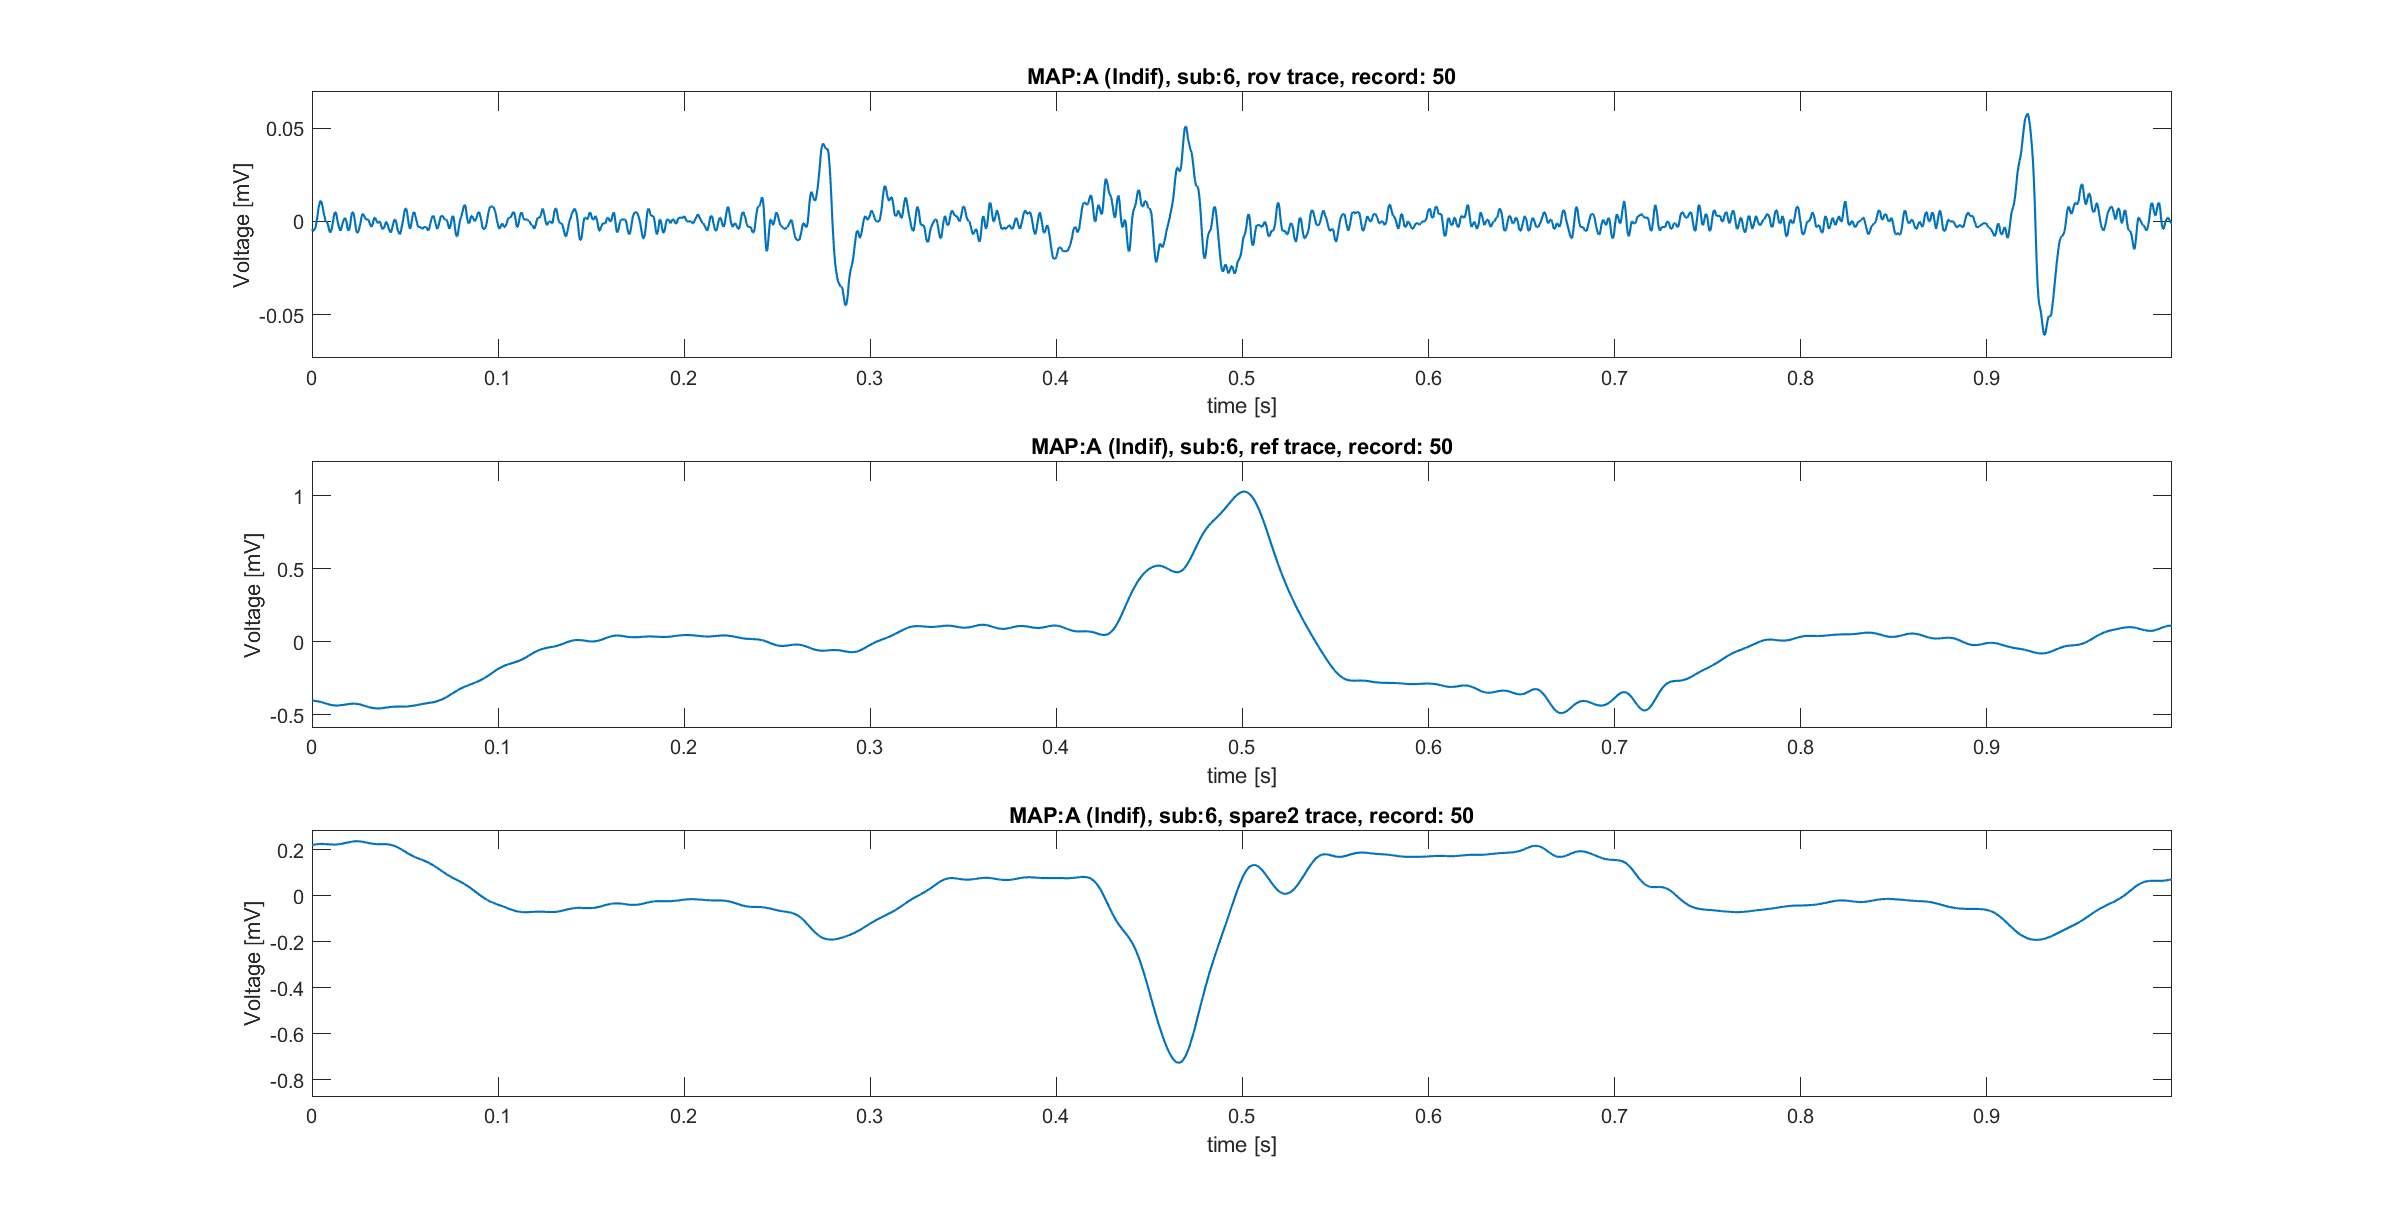 MAP:A (Indif), sub:6, rov trace, record: 50
Voltage [mV]
0.05
0
-0.05
0 0.1 0.2 0.3 0.4 0.5 0.6 0.7 0.8 0.9
time [s]
MAP:A (Indif), sub:6, ref trace, record: 50
Voltage [mV]
1
0.5
0
-0.5
0 0.1 0.2 0.3 0.4 0.5 0.6 0.7 0.8 0.9
time [s]
MAP:A (Indif), sub:6, spare2 trace, record: 50
Voltage [mV]
0.2
0
-0.2
-0.4
-0.6
-0.8
0 0.1 0.2 0.3 0.4 0.5 0.6 0.7 0.8 0.9
time [s]